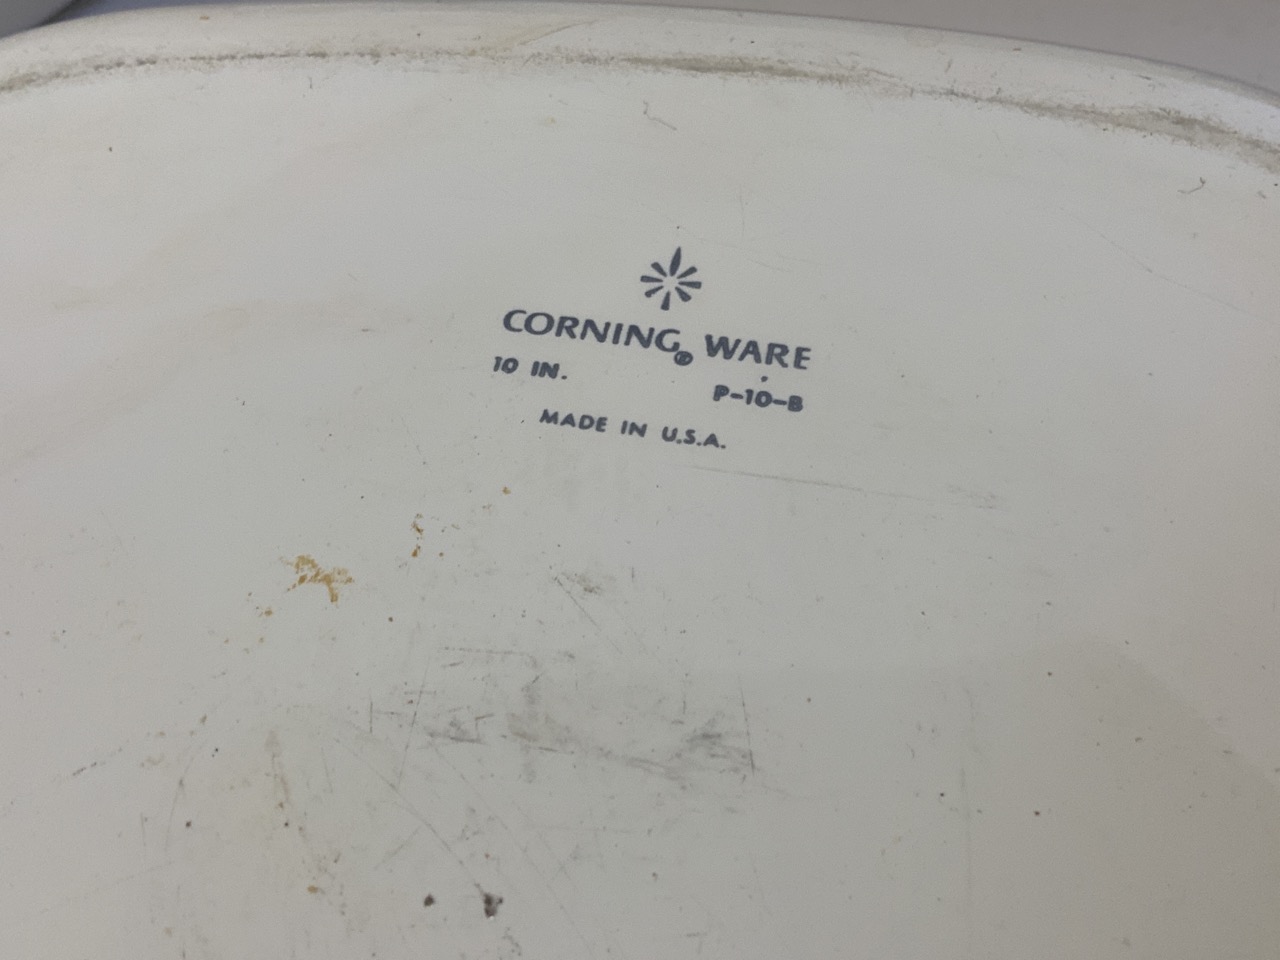 CORNING® WARE
10 IN. P-10-B
MADE IN U.S.A.